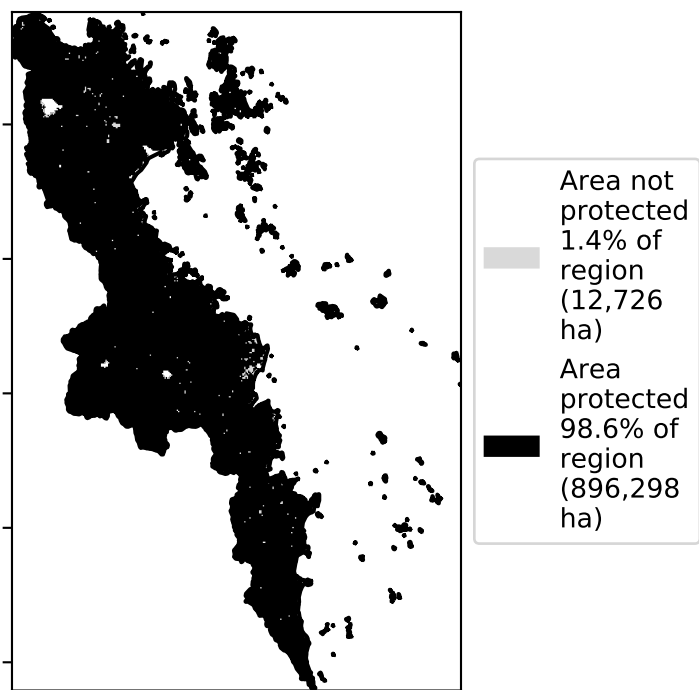 Area not
protected
1.4% of
region
(12,726
ha)
Area
protected
98.6% of
region
(896,298
ha)